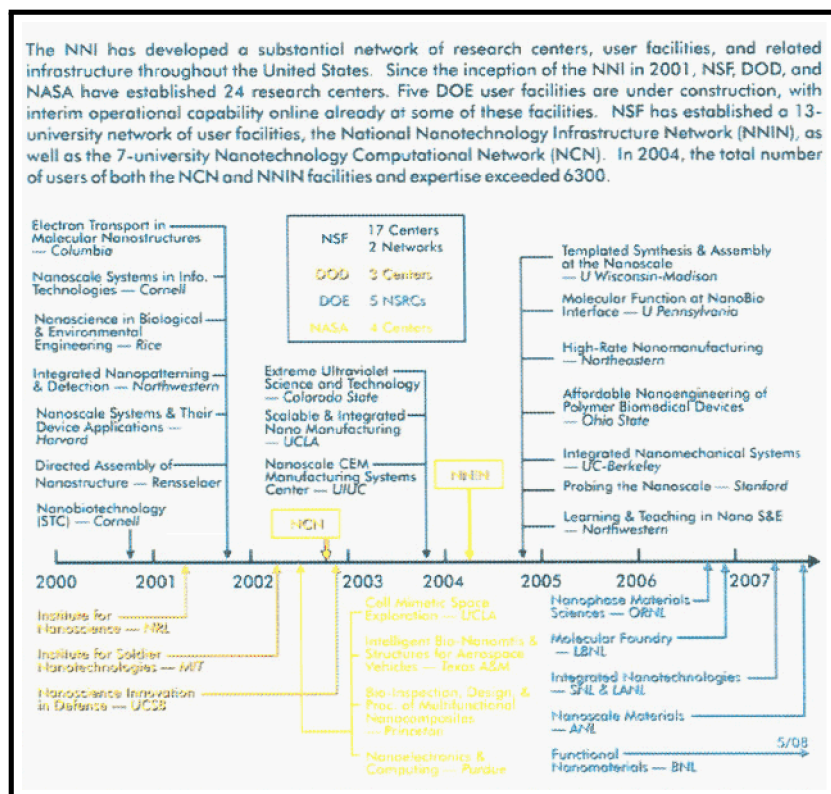 The NNI has developed a substantial network of research centers, user facilities, and related
infrastructure throughout the United States. Since the inception of the NNI in 2001, NSF, DOD, and
NASA have established 24 research centers. Five DOE user facilities are under construction, with
interim operational capability online already at some of these facilities. NSF has established a 13-
university network of user facilities, the National Nanotechnology Infrastructure Network (NNIN), as
well as the 7-university Nanotechnology Computational Network (NCN). In 2004, the total number
of users of both the NCN and NNIN facilities and expertise exceeded 6300.
Electron Transport in
Molecular Nanostructures
— Columbia
Nanoscale Systems in Info.
Technologies — Cornell
Nanoscience in Biological
& Environmental
Engineering — Rice
Integrated Nanopatterning
& Detection — Northwestern
Nanoscale Systems & Their
Device Applications —
Harvard
Directed Assembly of
Nanostructure — Rensselaer
Nanobiotechnology
(STC) — Cornell
NSF 17 Centers
2 Networks
DOD 3 Centers
DOE 5 NSRCs
NASA 4 Centers
Extreme Ultraviolet
Science and Technology
— Colorado State
Scalable & Integrated
Nano Manufacturing
— UCLA
Nanoscale CEM
Manufacturing Systems
Center — UIUC
NCN
NNIN
Templated Synthesis & Assembly
at the Nanoscale
— U Wisconsin-Madison
Molecular Function at NanoBio
Interface — U Pennsylvania
High-Rate Nanomanufacturing
— Northeastern
Affordable Nanoengineering of
Polymer Biomedical Devices
— Ohio State
Integrated Nanomechanical Systems
— UC-Berkeley
Probing the Nanoscale — Stanford
Learning & Teaching in Nano S&E
— Northwestern
2000 2001 2002 2003 2004 2005 2006 2007
Institute for
Nanoscience — NRL
Institute for Soldier
Nanotechnologies — MIT
Nanoscience Innovation
in Defense — UCSB
Cell Mimetic Space
Exploration — UCLA
Intelligent Bio-Nanomatls &
Structures for Aerospace
Vehicles — Texas A&M
Bio-Inspection, Design, &
Proc. of Multifunctional
Nanocomposites
— Princeton
Nanoelectronics &
Computing — Purdue
Nanophase Materials
Sciences — ORNL
Molecular Foundry
— LBNL
Integrated Nanotechnologies
— SNL & LANL
Nanoscale Materials
— ANL
5/08
Functional
Nanomaterials — BNL